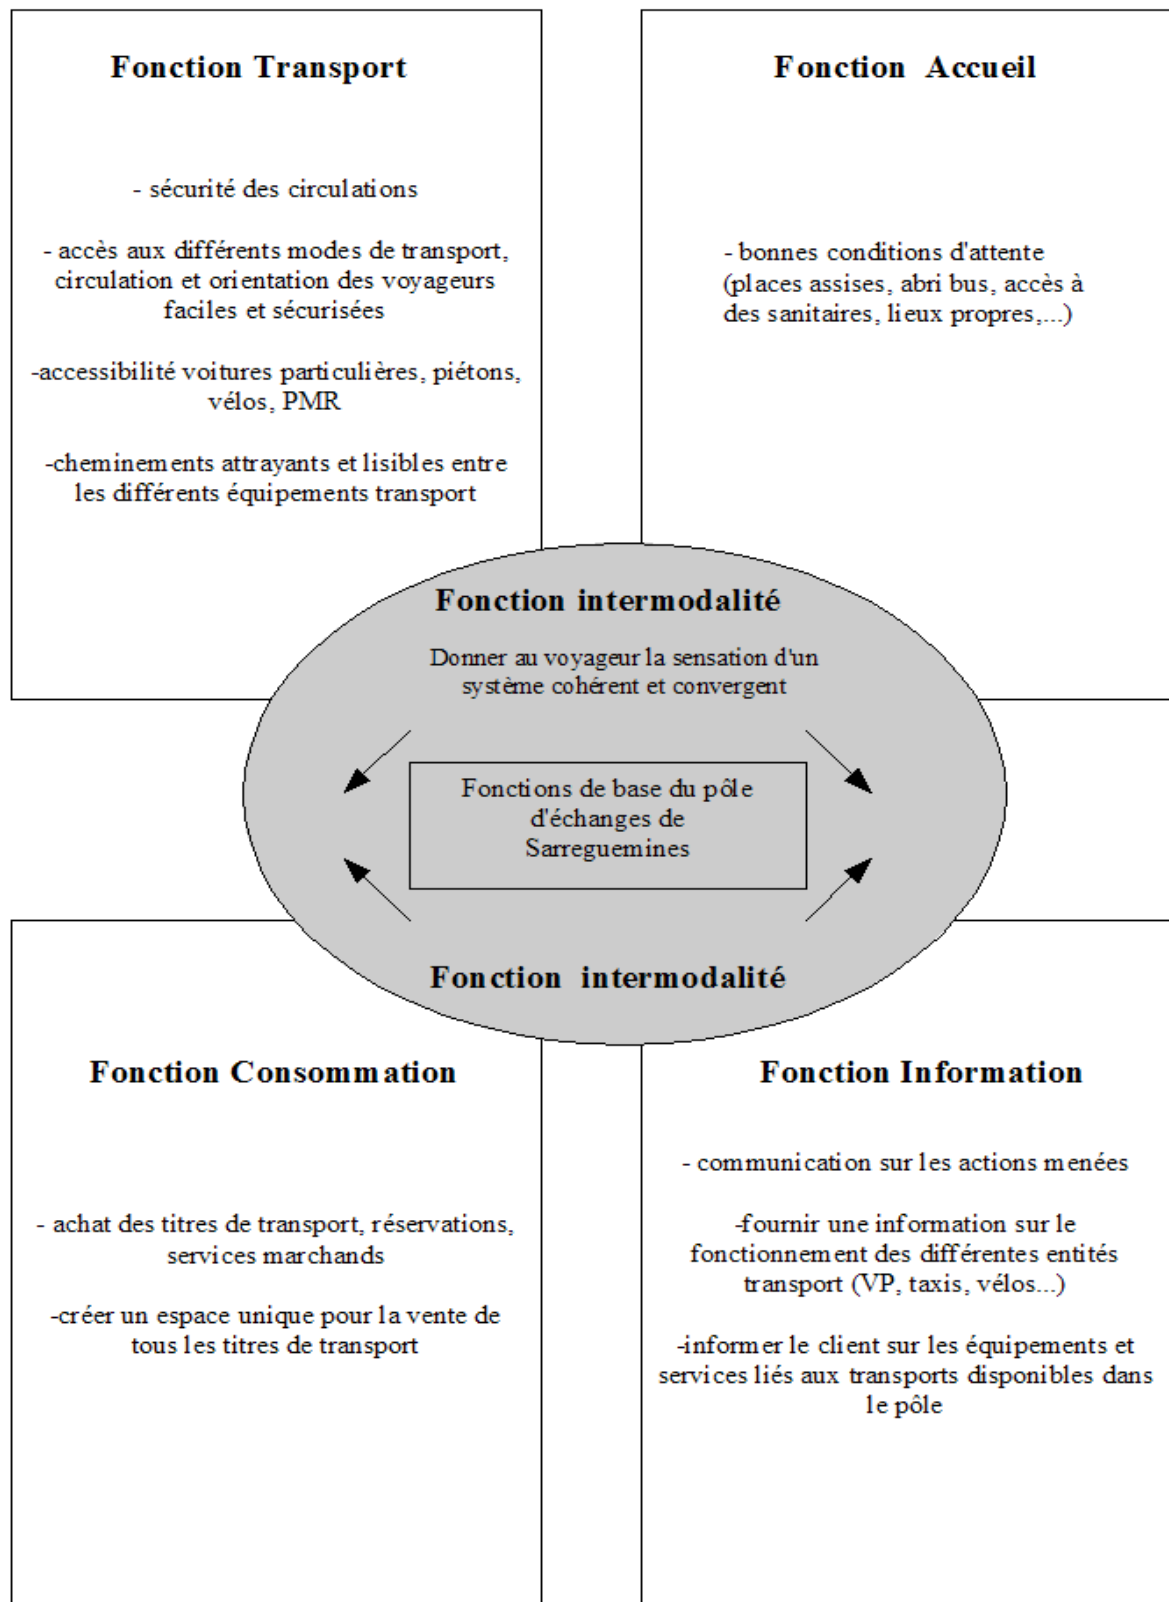 Fonction Transport
- sécurité des circulations
- accès aux différents modes de transport,
circulation et orientation des voyageurs
faciles et sécurisées
-accessibilité voitures particulières, piétons,
vélos, PMR
-cheminements attrayants et lisibles entre
les différents équipements transport
Fonction Accueil
- bonnes conditions d'attente
(places assises, abri bus, accès à
des sanitaires, lieux propres,...)
Fonction intermodalité
Donner au voyageur la sensation d'un
système cohérent et convergent
Fonctions de base du pôle
d'échanges de
Sarreguemines
Fonction intermodalité
Fonction Consommation
- achat des titres de transport, réservations,
services marchands
-créer un espace unique pour la vente de
tous les titres de transport
Fonction Information
- communication sur les actions menées
-fournir une information sur le
fonctionnement des différentes entités
transport (VP, taxis, vélos...)
-informer le client sur les équipements et
services liés aux transports disponibles dans
le pôle